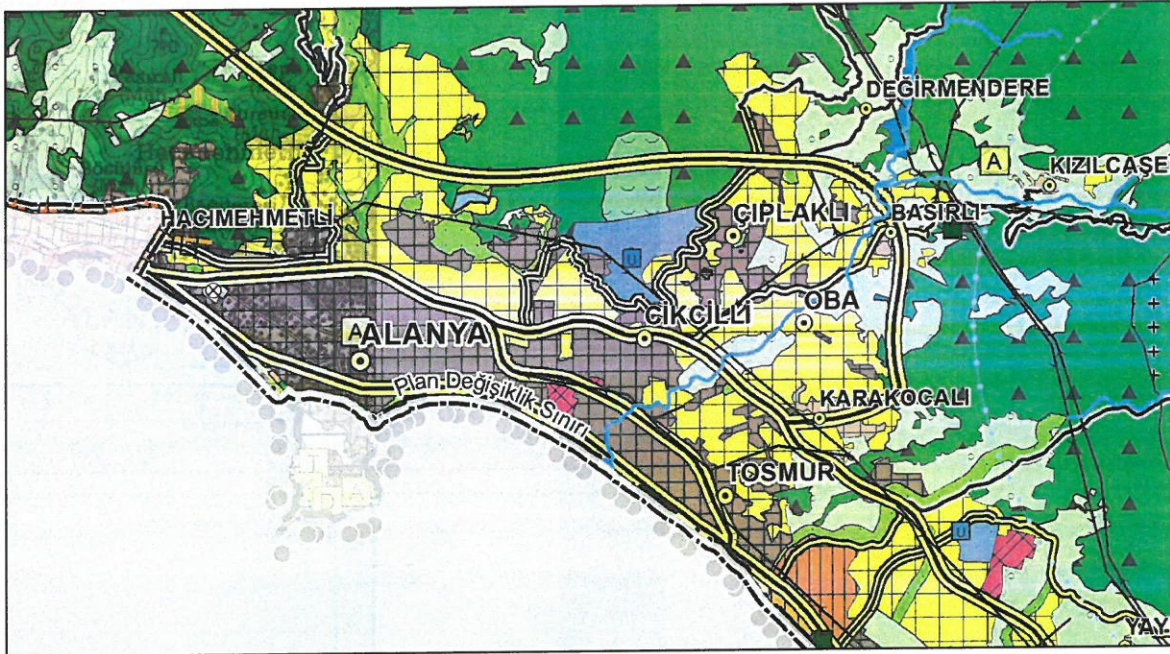 DEĞİRMENDERE
A
KIZILCAŞE
HACIMEHMETLİ
ÇIPLAKLI
BASIRLI
U
OBA
CİKCİLLİ
A
ALANYA
Plan Değişiklik Sınırı
KARAKOCALI
TOSMUR
U
YAY